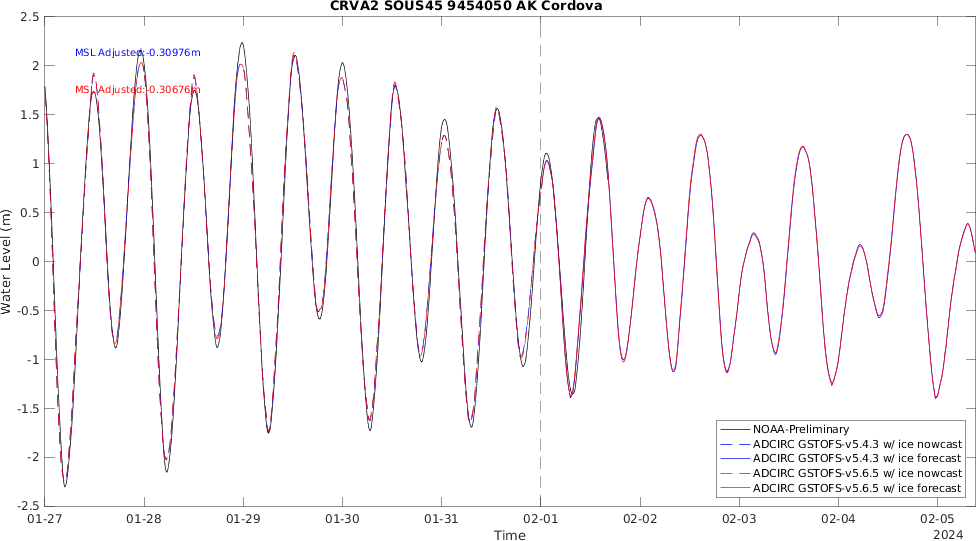 CRVA2 SOUS45 9454050 AK Cordova
2.5
2
1.5
1
0.5
0
-0.5
-1
-1.5
-2
-2.5
Water Level (m)
MSL Adjusted:-0.30976m
MSL Adjusted:-0.30676m
NOAA-Preliminary
ADCIRC GSTOFS-v5.4.3 w/ ice nowcast
ADCIRC GSTOFS-v5.4.3 w/ ice forecast
ADCIRC GSTOFS-v5.6.5 w/ ice nowcast
ADCIRC GSTOFS-v5.6.5 w/ ice forecast
01-27 01-28 01-29 01-30 01-31 02-01 02-02 02-03 02-04 02-05
Time
2024